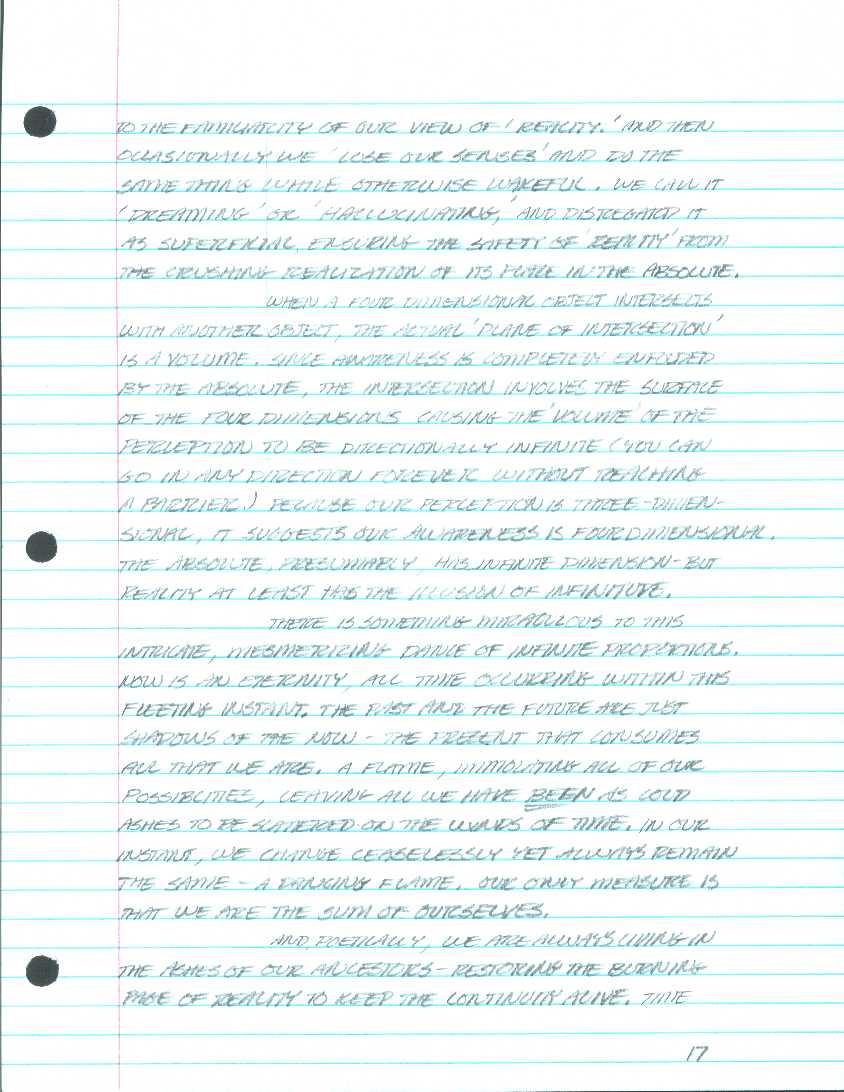 TO THE FAMILIARITY OF OUR VIEW OF 'REALITY.' AND THEN
OCCASIONALLY WE 'LOSE OUR SENSES' AND DO THE
SAME THING WHILE OTHERWISE WAKEFUL. WE CALL IT
'DREAMING' OR 'HALLUCINATING,' AND DISREGARD IT
AS SUPERFICIAL, ENSURING THE SAFETY OF 'REALITY' FROM
THE CRUSHING REALIZATION OF ITS PLACE IN THE ABSOLUTE.
WHEN A FOUR DIMENSIONAL OBJECT INTERSECTS
WITH ANOTHER OBJECT, THE ACTUAL 'PLANE OF INTERSECTION'
IS A VOLUME. SINCE AWARENESS IS COMPLETELY ENFOLDED
BY THE ABSOLUTE, THE INTERSECTION INVOLVES THE SURFACE
OF THE FOUR DIMENSIONS CAUSING THE 'VOLUME' OF THE
PERCEPTION TO BE DIRECTIONALLY INFINITE (YOU CAN
GO IN ANY DIRECTION FOREVER WITHOUT REACHING
A BARRIER.) BECAUSE OUR PERCEPTION IS THREE-DIMEN-
SIONAL, IT SUGGESTS OUR AWARENESS IS FOUR DIMENSIONAL.
THE ABSOLUTE, PRESUMABLY, HAS INFINITE DIMENSION - BUT
REALITY AT LEAST HAS THE ILLUSION OF INFINITUDE.
THERE IS SOMETHING MIRACULOUS TO THIS
INTRICATE, MESMERIZING DANCE OF INFINITE PROPORTIONS.
NOW IS AN ETERNITY, ALL TIME OCCURRING WITHIN THIS
FLEETING INSTANT. THE PAST AND THE FUTURE ARE JUST
SHADOWS OF THE NOW - THE PRESENT THAT CONSUMES
ALL THAT WE ARE. A FLAME, IMMOLATING ALL OF OUR
POSSIBLITIES, LEAVING ALL WE HAVE BEEN AS COLD
ASHES TO BE SCATERED ON THE WINDS OF TIME. IN OUR
INSTANT, WE CHANGE CEASELESSLY YET ALWAYS REMAIN
THE SAME - A DANCING FLAME. OUR ONLY MEASURE IS
THAT WE ARE THE SUM OF OURSELVES.
AND, POETICALLY, WE ARE ALWAYS LIVING IN
THE ASHES OF OUR ANCESTORS - RESTORING THE BURNING
PAGE OF REALITY TO KEEP THE CONTINUITY ALIVE. TIME
17